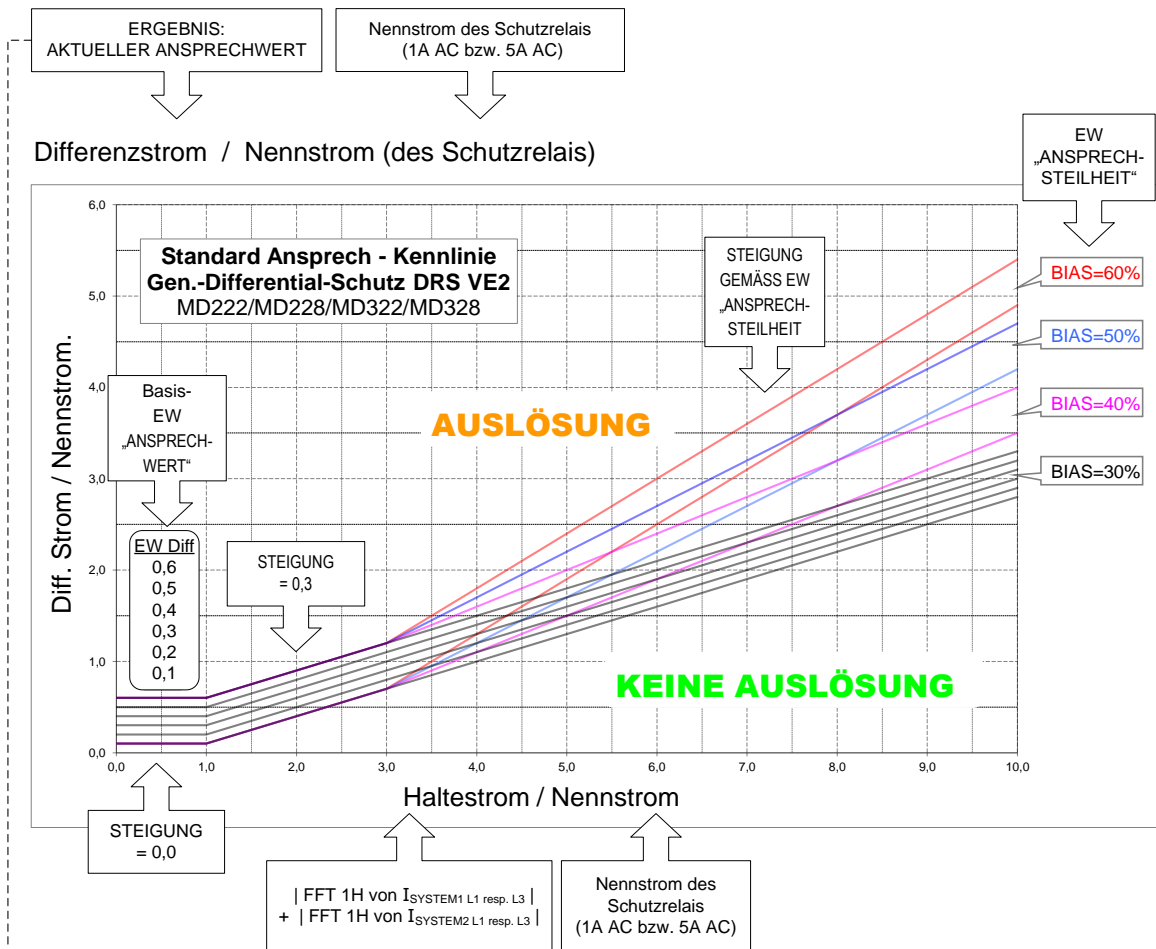 ERGEBNIS:
AKTUELLER ANSPRECHWERT
Nennstrom des Schutzrelais
(1A AC bzw. 5A AC)
Differenzstrom / Nennstrom (des Schutzrelais)
EW
„ANSPRECH-
STEILHEIT“
Standard Ansprech - Kennlinie
Gen.-Differential-Schutz DRS VE2
MD222/MD228/MD322/MD328
STEIGUNG
GEMÄSS EW
„ANSPRECH-
STEILHEIT
BIAS=60%
BIAS=50%
BIAS=40%
BIAS=30%
Basis-
EW
„ANSPRECH-
WERT“
AUSLÖSUNG
EW Diff
0,6
0,5
0,4
0,3
0,2
0,1
STEIGUNG
= 0,3
KEINE AUSLÖSUNG
Diff. Strom / Nennstrom.
6,0
5,0
4,0
3,0
2,0
1,0
0,0
0,0 1,0 2,0 3,0 4,0 5,0 6,0 7,0 8,0 9,0 10,0
Haltestrom / Nennstrom
STEIGUNG
= 0,0
| FFT 1H von ISYSTEM1 L1 resp. L3 |
+ | FFT 1H von ISYSTEM2 L1 resp. L3 |
Nennstrom des
Schutzrelais
(1A AC bzw. 5A AC)